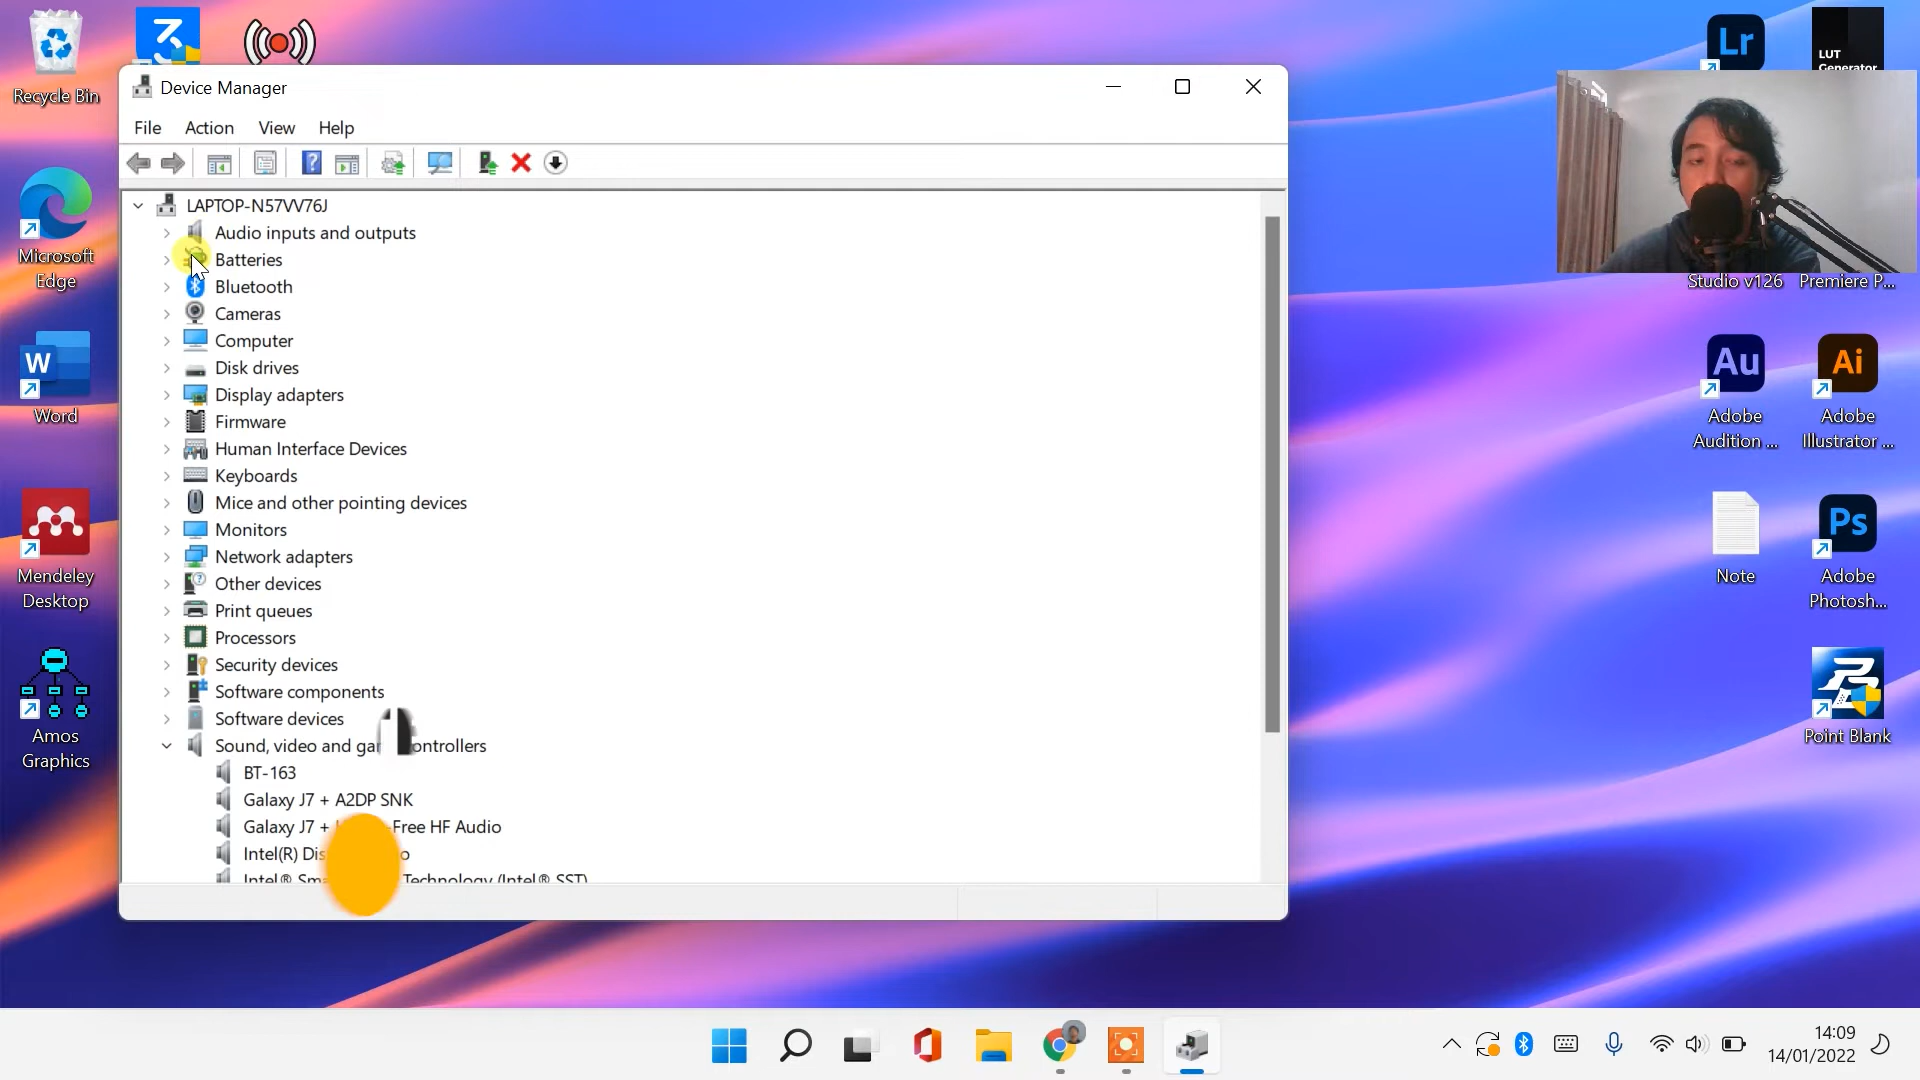 Recycle Bin
Lr
LUT
Generator
Device Manager
File Action View Help
LAPTOP-N57VV76J
Audio inputs and outputs
Batteries
Bluetooth
Cameras
Computer
Disk drives
Display adapters
Firmware
Human Interface Devices
Keyboards
Mice and other pointing devices
Monitors
Network adapters
Other devices
Print queues
Processors
Security devices
Software components
Software devices
Sound, video and ontrollers
BT-163
Galaxy J7 + A2DP SNK
Galaxy J7 + -Free HF Audio
Intel(R)
Technology (Intel® SST)
Microsoft
Edge
W
Word
Mendeley
Desktop
Amos
Graphics
Studio v126
Premiere P...
Au
Adobe
Audition ...
Ai
Adobe
Illustrator ...
Note
Ps
Adobe
Photosh...
Point Blank
14:09
14/01/2022